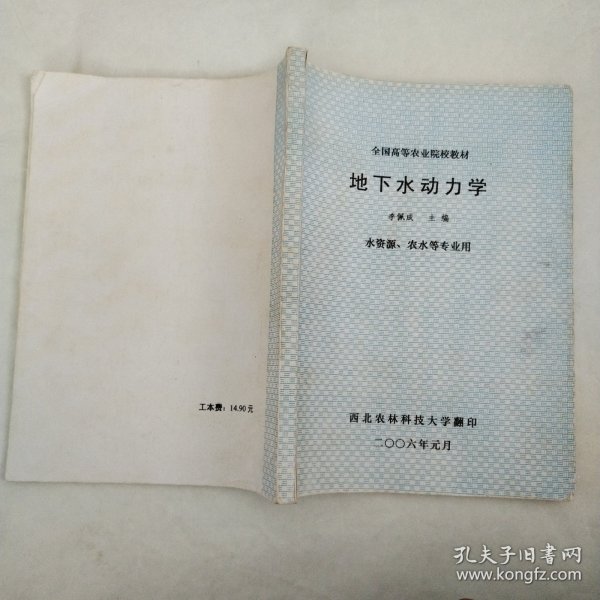 全国高等农业院校教材
地下水动力学
李佩成 主编
水资源、农水等专业用
西北农林科技大学翻印
二〇〇六年元月
工本费：14.90元
孔夫子旧书网
www.kongfz.com